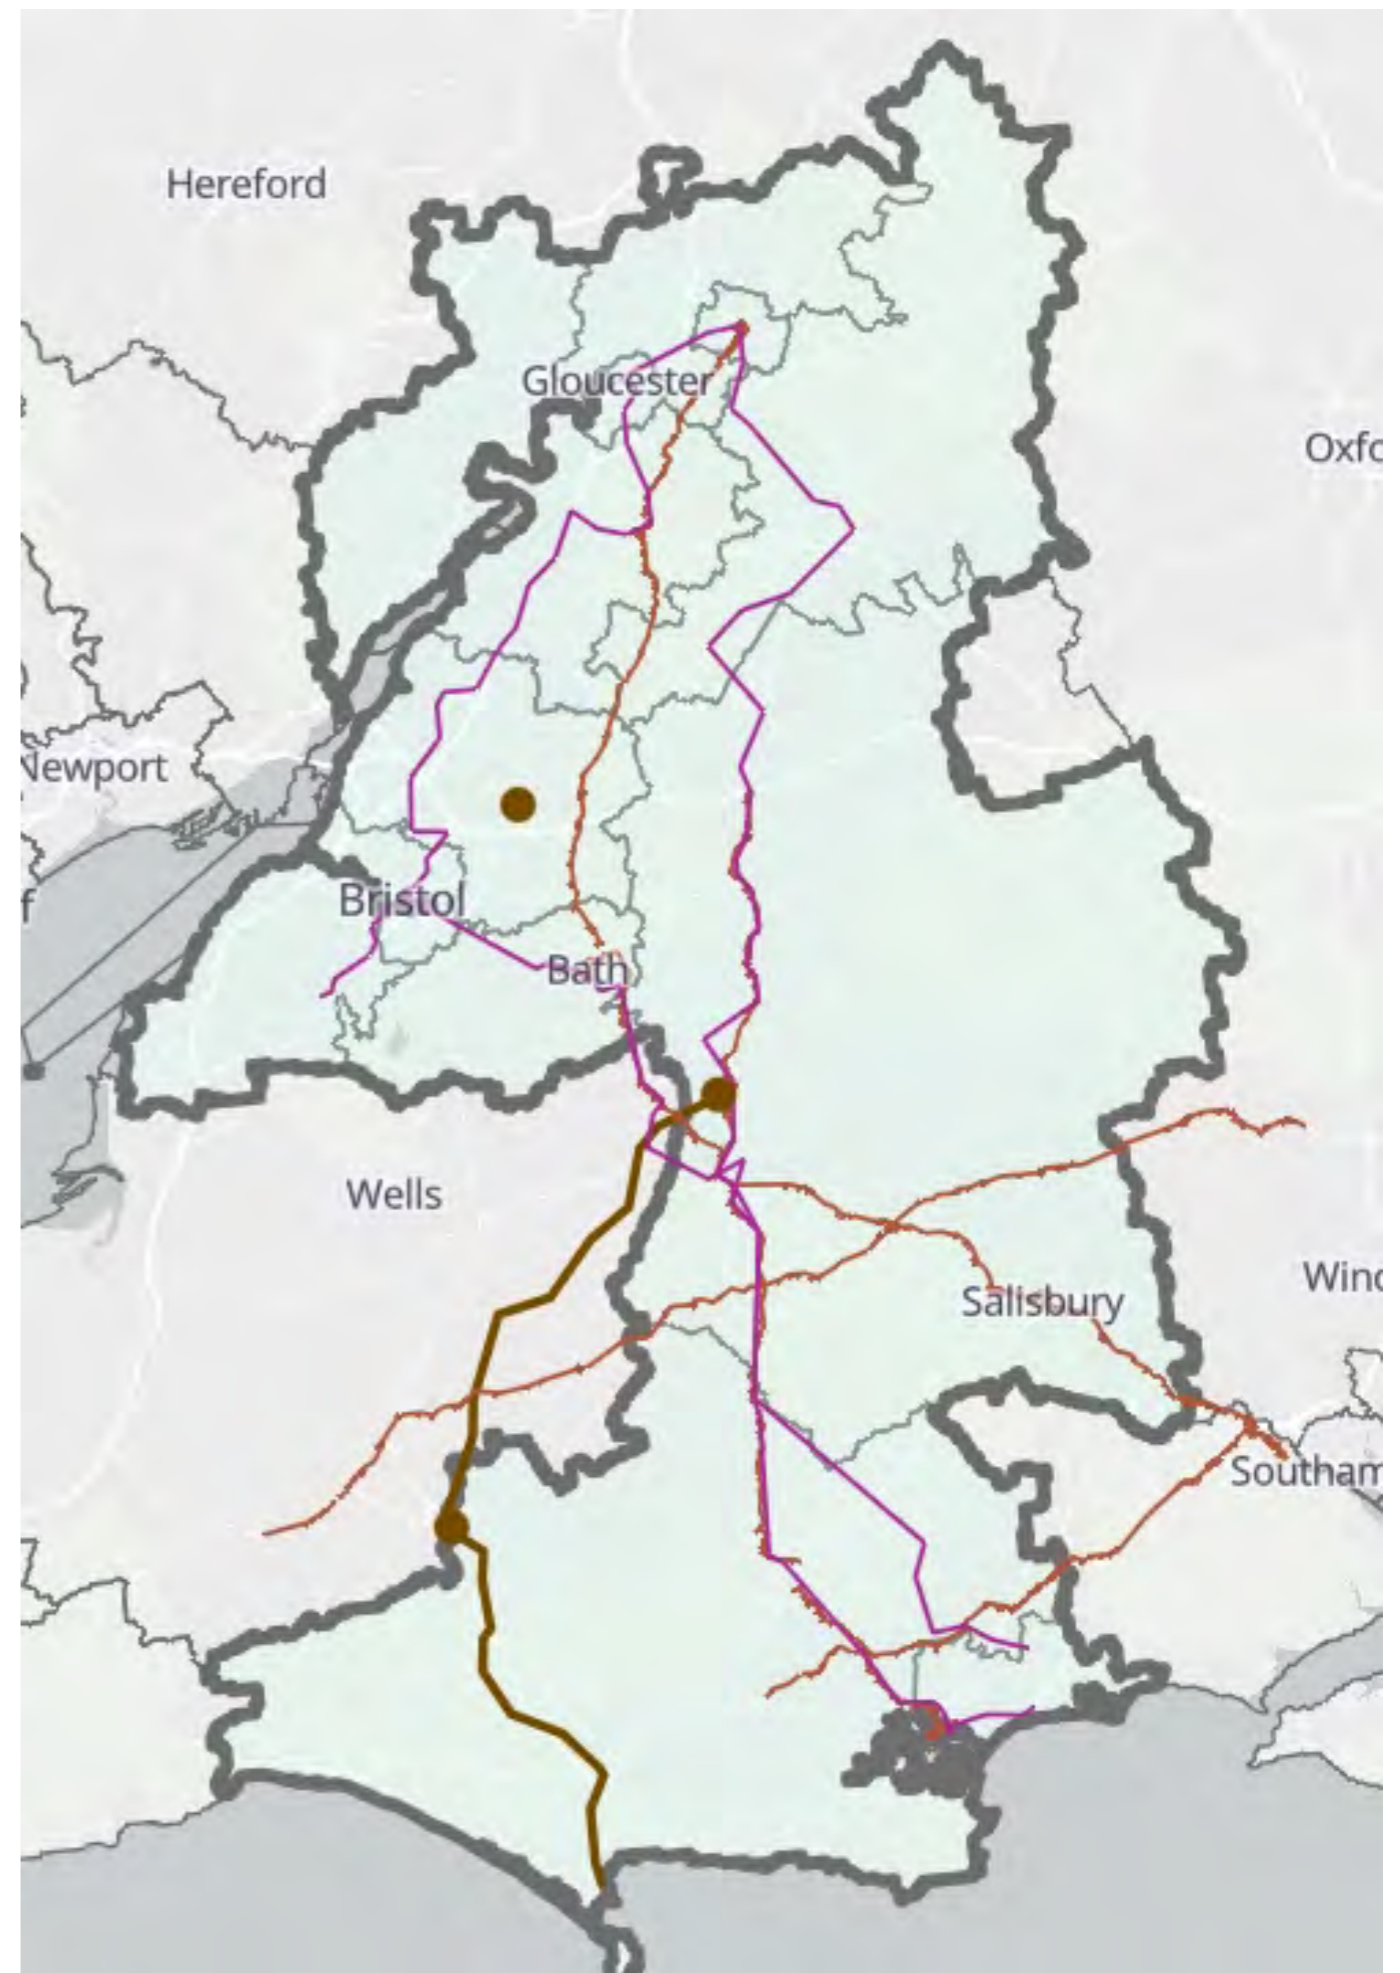 Hereford
Gloucester
Oxfo
Newport
f
Bristol
Bath
Wells
Winc
Salisbury
Southam